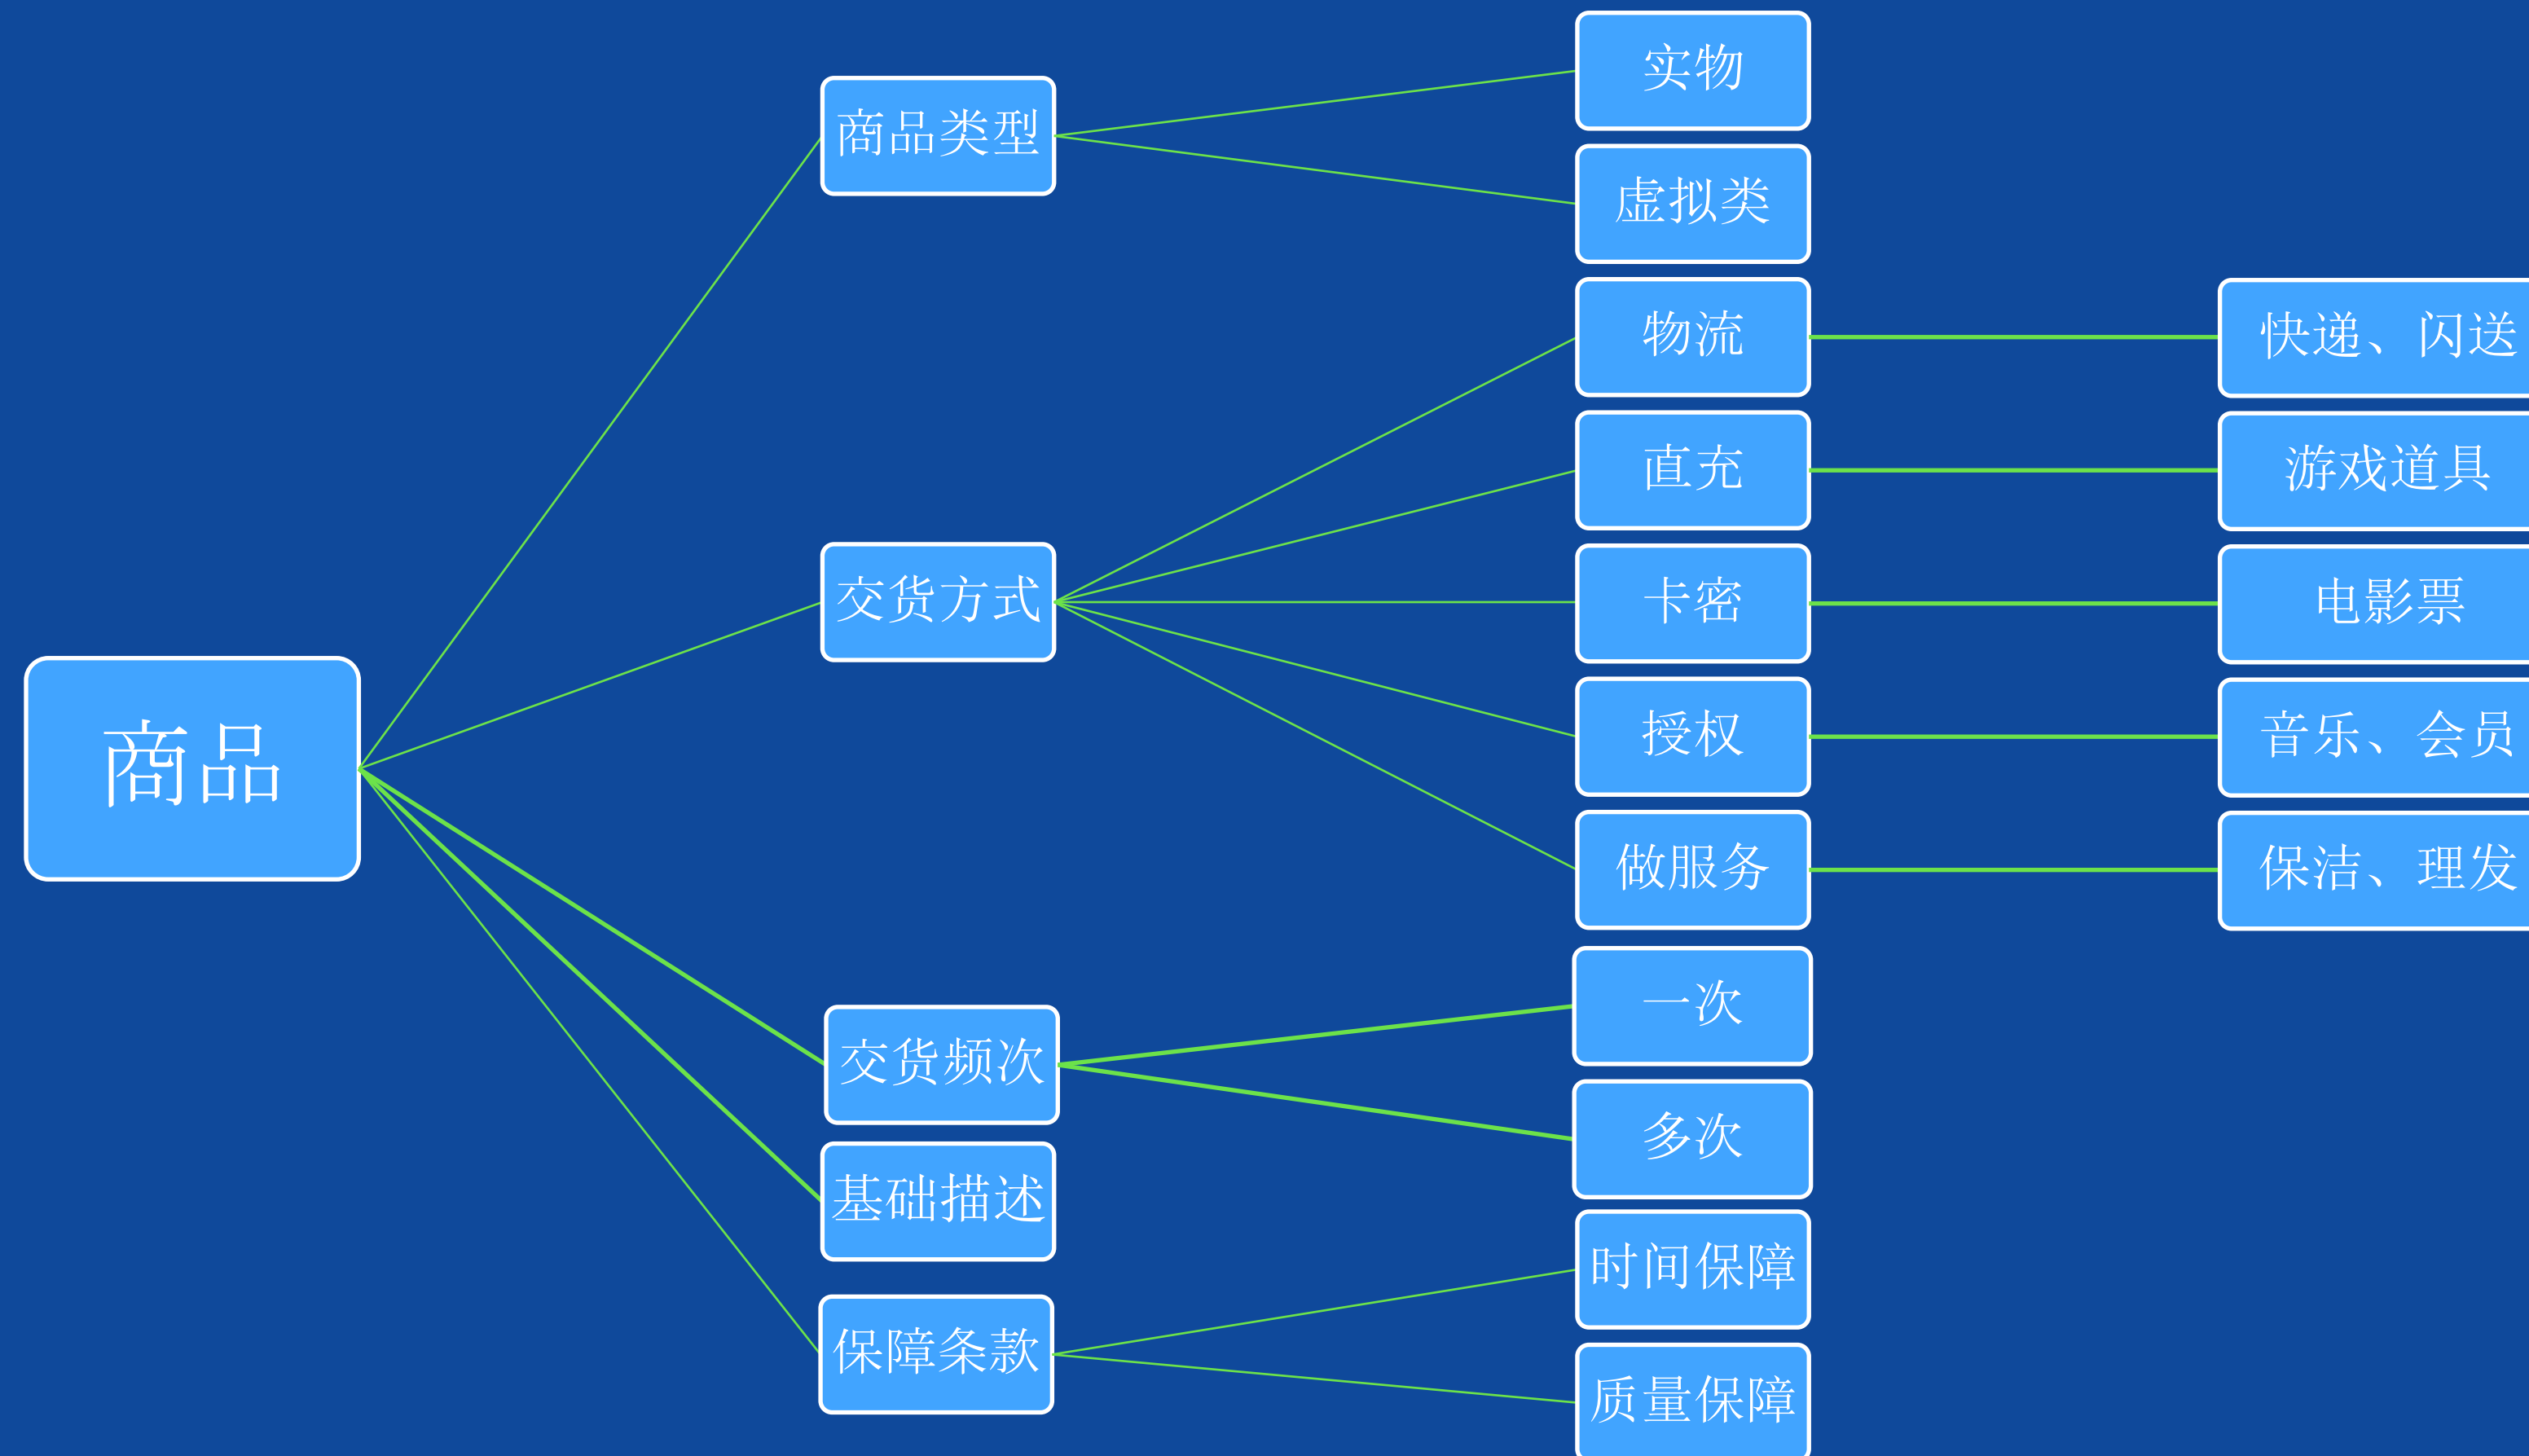 商品
商品类型
实物
虚拟类
交货方式
物流
快递、闪送
直充
游戏道具
卡密
电影票
授权
音乐、会员
做服务
保洁、理发
交货频次
一次
多次
基础描述
保障条款
时间保障
质量保障